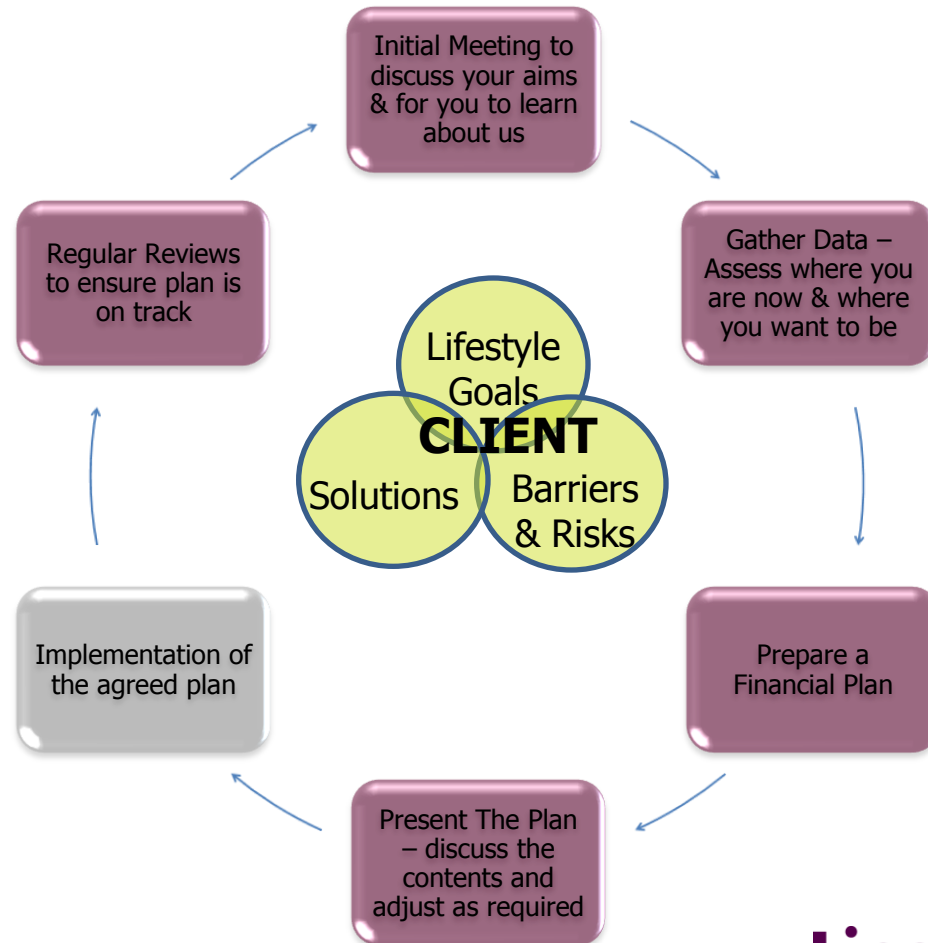 Initial Meeting to
discuss your aims
& for you to learn
about us
Gather Data –
Assess where you
are now & where
you want to be
Prepare a
Financial Plan
Present The Plan
– discuss the
contents and
adjust as required
Implementation of
the agreed plan
Regular Reviews
to ensure plan is
on track
Lifestyle
Goals
CLIENT
Solutions
Barriers
& Risks